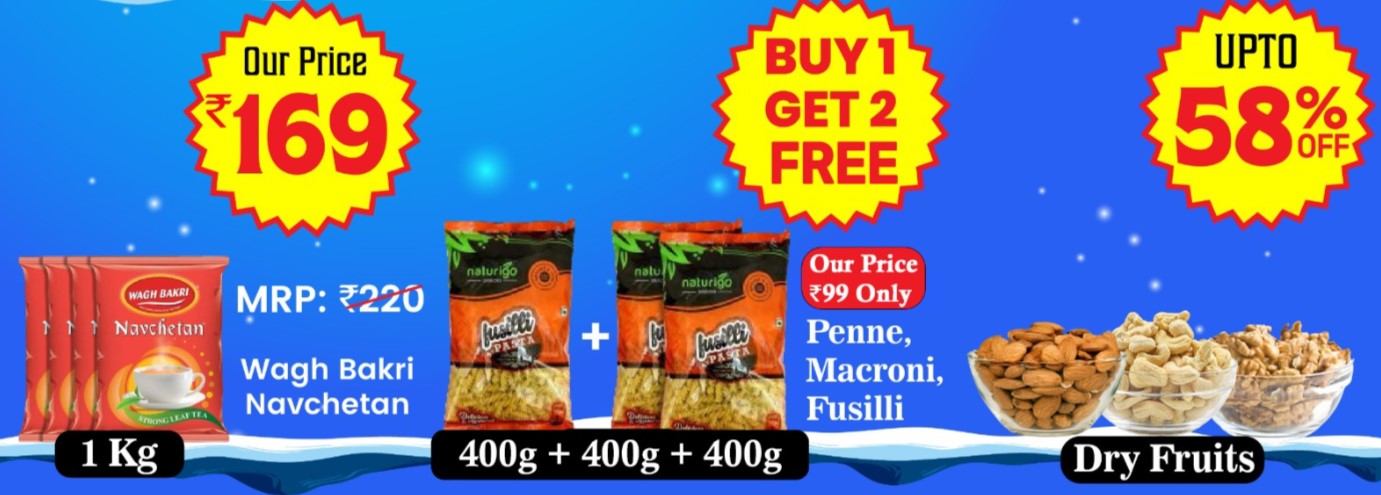 Our Price
₹169
WAGH BAKRI
Navchetan
STRONG LEAF TEA
1 Kg
MRP: ₹220
Wagh Bakri
Navchetan
BUY 1
GET 2
FREE
naturigo
fusilli
PASTA
Delicious
+
naturigo
fusilli
PASTA
Our Price
₹99 Only
Penne,
Macroni,
Fusilli
400g + 400g + 400g
UPTO
58%
OFF
Dry Fruits